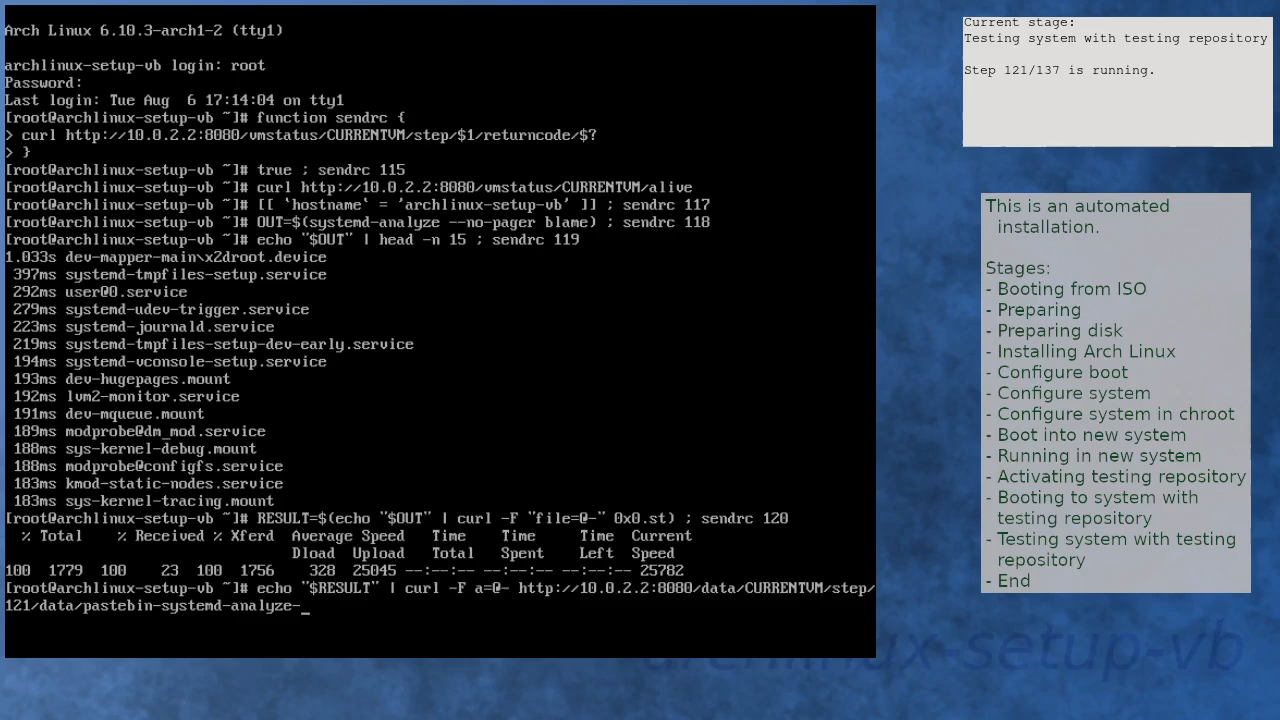 Arch Linux 6.10.3-arch1-2 (tty1)
archlinux-setup-vb login: root
Password:
Last login: Tue Aug  6 17:14:04 on tty1
[root@archlinux-setup-vb ~]# function sendrc {
> curl http://10.0.2.2:8080/vmstatus/CURRENTVM/step/$1/returncode/$?
> }
[root@archlinux-setup-vb ~]# true ; sendrc 115
[root@archlinux-setup-vb ~]# curl http://10.0.2.2:8080/vmstatus/CURRENTVM/alive
[root@archlinux-setup-vb ~]# [[ `hostname` = 'archlinux-setup-vb' ]] ; sendrc 117
[root@archlinux-setup-vb ~]# OUT=$(systemd-analyze --no-pager blame) ; sendrc 118
[root@archlinux-setup-vb ~]# echo "$OUT" | head -n 15 ; sendrc 119
1.033s dev-mapper-main\x2droot.device
 397ms systemd-tmpfiles-setup.service
 292ms user@0.service
 279ms systemd-udev-trigger.service
 223ms systemd-journald.service
 219ms systemd-tmpfiles-setup-dev-early.service
 194ms systemd-vconsole-setup.service
 193ms dev-hugepages.mount
 192ms lvm2-monitor.service
 191ms dev-mqueue.mount
 189ms modprobe@dm_mod.service
 188ms sys-kernel-debug.mount
 188ms modprobe@configfs.service
 183ms kmod-static-nodes.service
 183ms sys-kernel-tracing.mount
[root@archlinux-setup-vb ~]# RESULT=$(echo "$OUT" | curl -F "file=@-" 0x0.st) ; sendrc 120
  % Total    % Received % Xferd  Average Speed   Time    Time     Time  Current
                                 Dload  Upload   Total   Spent    Left  Speed
100  1779  100    23  100  1756    328  25045 --:--:-- --:--:-- --:--:-- 25782
[root@archlinux-setup-vb ~]# echo "$RESULT" | curl -F a=@- http://10.0.2.2:8080/data/CURRENTVM/step/
121/data/pastebin-systemd-analyze-_
Current stage:
Testing system with testing repository
Step 121/137 is running.
This is an automated
installation.
Stages:
- Booting from ISO
- Preparing
- Preparing disk
- Installing Arch Linux
- Configure boot
- Configure system
- Configure system in chroot
- Boot into new system
- Running in new system
- Activating testing repository
- Booting to system with
testing repository
- Testing system with testing
repository
- End
archlinux-setup-vb